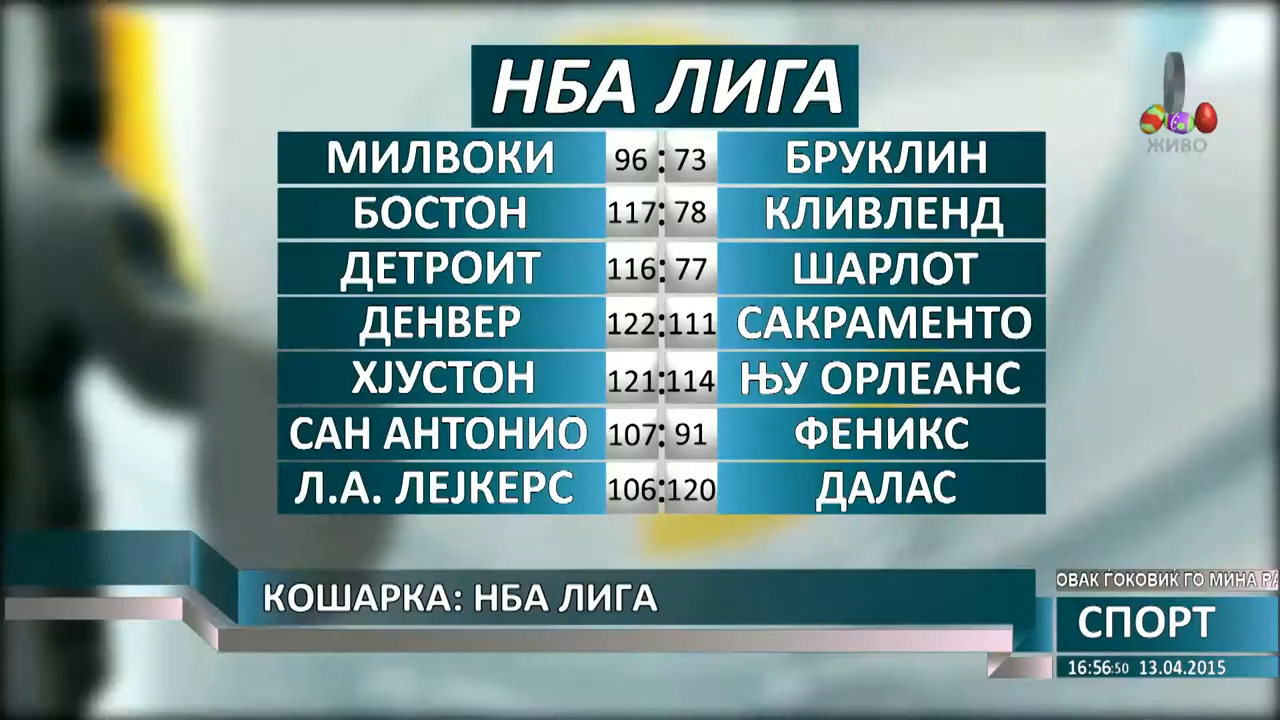 НБА ЛИГА
МИЛВОКИ 96 : 73 БРУКЛИН
БОСТОН 117 : 78 КЛИВЛЕНД
ДЕТРОИТ 116 : 77 ШАРЛОТ
ДЕНВЕР 122 : 111 САКРАМЕНТО
ХЈУСТОН 121 : 114 ЊУ ОРЛЕАНС
САН АНТОНИО 107 : 91 ФЕНИКС
Л.А. ЛЕЈКЕРС 106 : 120 ДАЛАС
ЖИВО
КОШАРКА: НБА ЛИГА
ОВАК ЃОКОВИЌ ГО МИНА РА
СПОРТ
16:56:50 13.04.2015